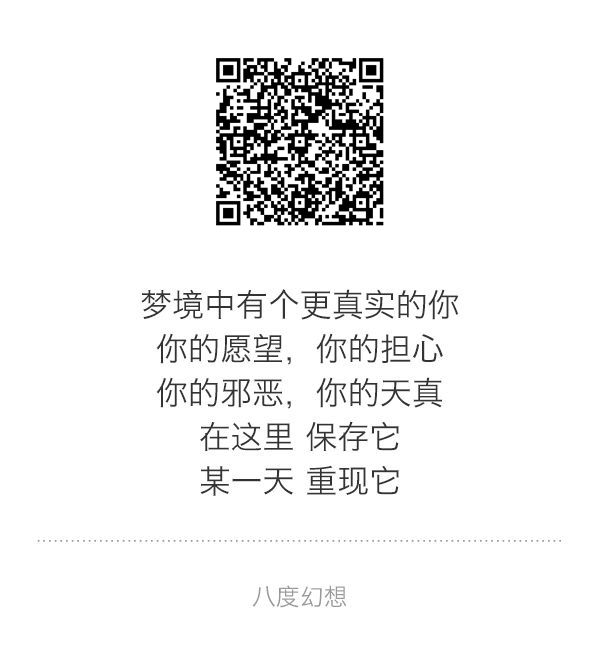 梦境中有个更真实的你
你的愿望，你的担心
你的邪恶，你的天真
在这里 保存它
某一天 重现它
八度幻想